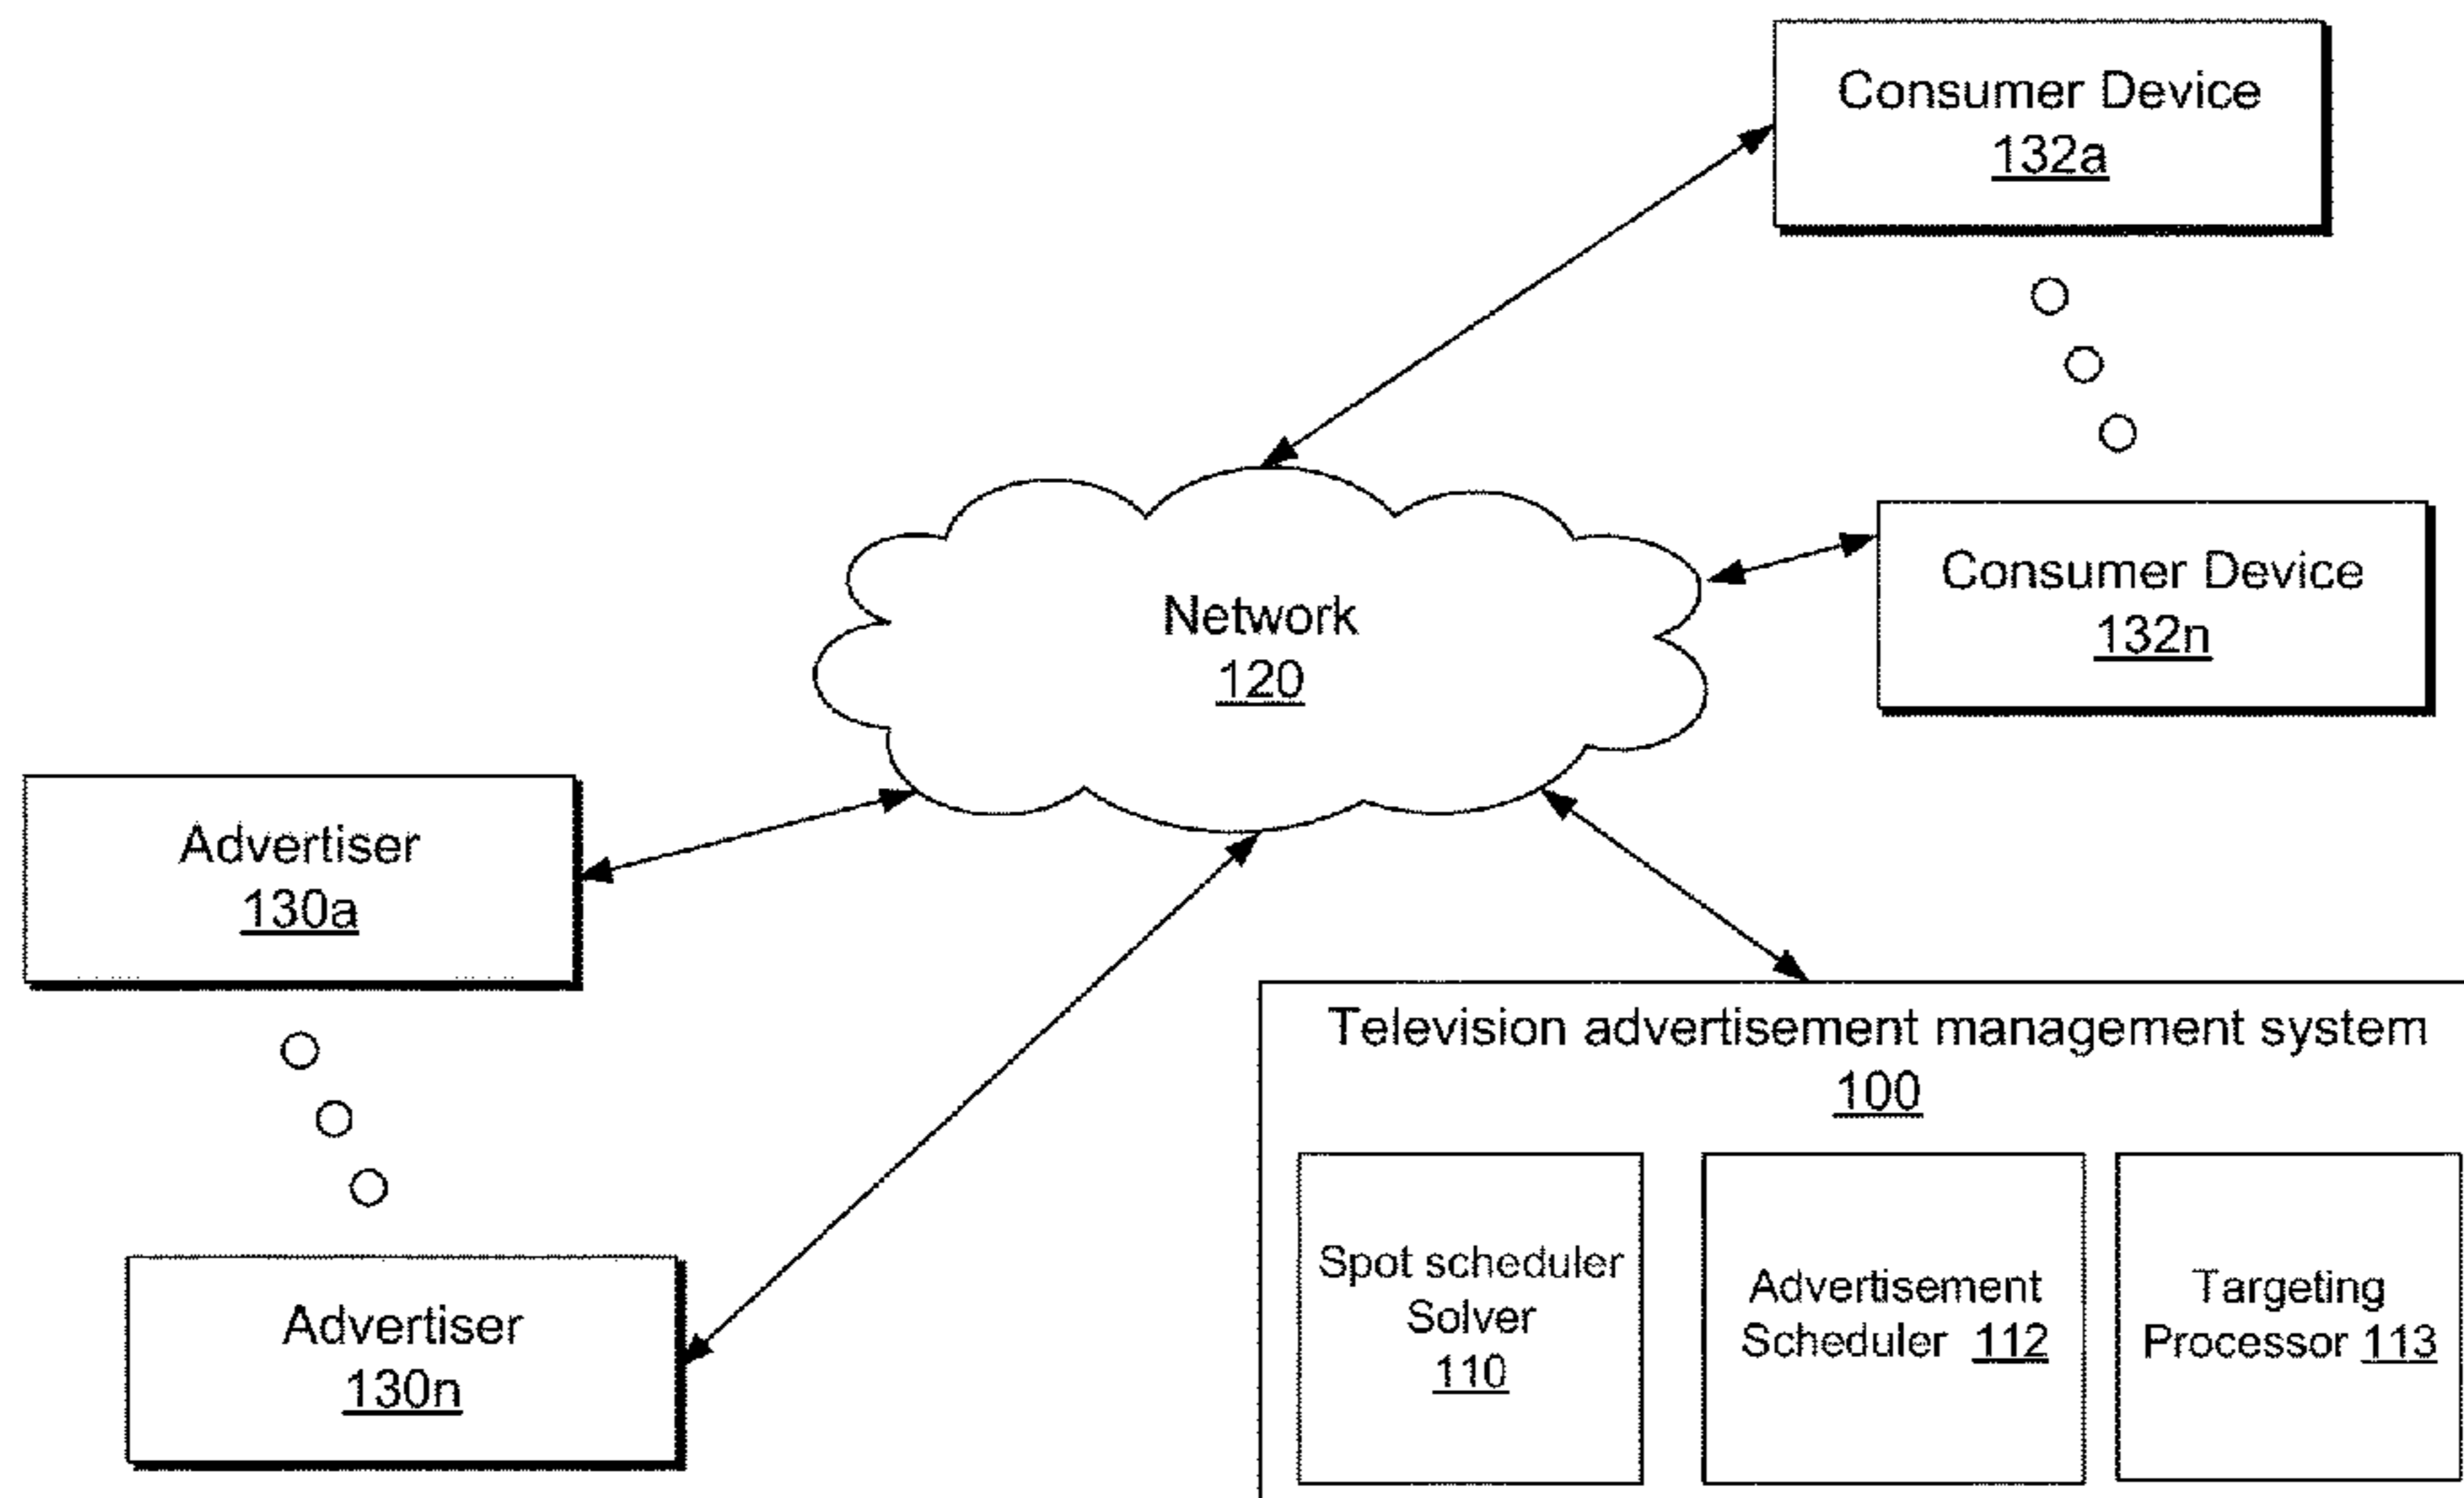 Consumer Device
132a
Consumer Device
132n
Network
120
Advertiser
130a
Advertiser
130n
Television advertisement management system
100
Spot scheduler
Solver
110
Advertisement
Scheduler 112
Targeting
Processor 113